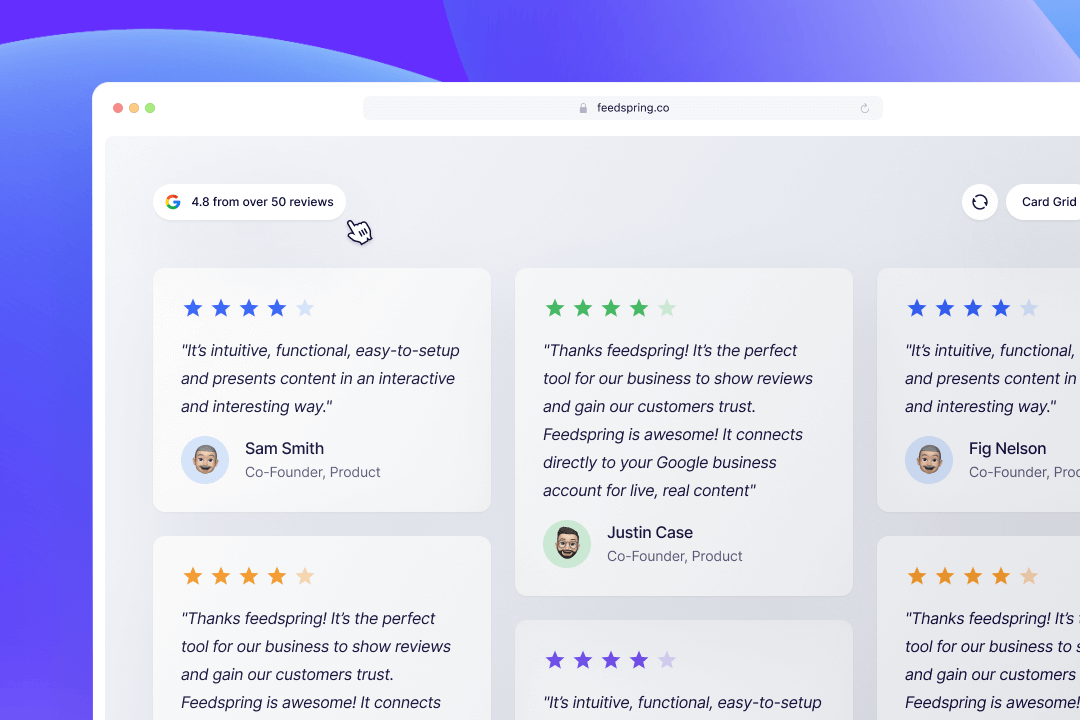 feedspring.co
4.8 from over 50 reviews
Card Grid
"It's intuitive, functional, easy-to-setup
and presents content in an interactive
and interesting way."
Sam Smith
Co-Founder, Product
"Thanks feedspring! It's the perfect
tool for our business to show reviews
and gain our customers trust.
Feedspring is awesome! It connects
"Thanks feedspring! It's the perfect
tool for our business to show reviews
and gain our customers trust.
Feedspring is awesome! It connects
directly to your Google business
account for live, real content"
Justin Case
Co-Founder, Product
"It's intuitive, functional, easy-to-setup
"It's intuitive, functional,
and presents content in
and interesting way."
Fig Nelson
Co-Founder,
"Thanks feedspring! It's
tool for our business to
and gain our customers
Feedspring is awesome!